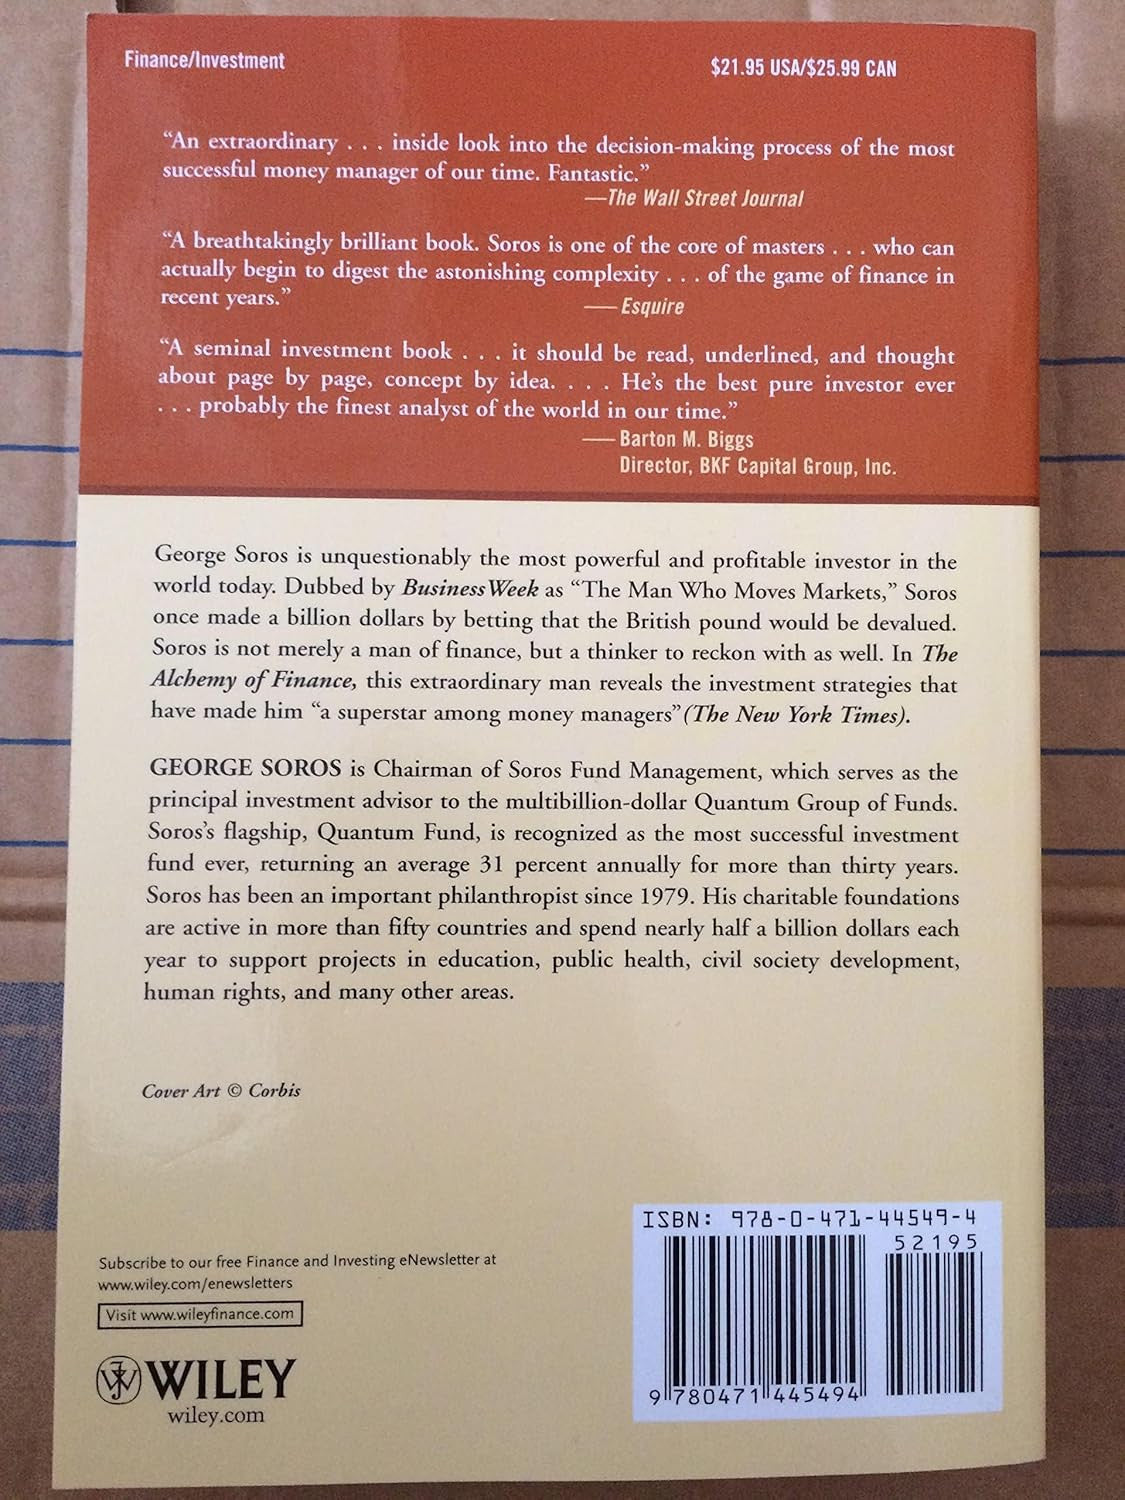 Finance/Investment
$21.95 USA/$25.99 CAN
“An extraordinary . . . inside look into the decision-making process of the most
successful money manager of our time. Fantastic.”
—The Wall Street Journal
“A breathtakingly brilliant book. Soros is one of the core of masters . . . who can
actually begin to digest the astonishing complexity . . . of the game of finance in
recent years.”
—Esquire
“A seminal investment book . . . it should be read, underlined, and thought
about page by page, concept by idea. . . . He’s the best pure investor ever
. . . probably the finest analyst of the world in our time.”
—Barton M. Biggs
Director, BKF Capital Group, Inc.
George Soros is unquestionably the most powerful and profitable investor in the
world today. Dubbed by BusinessWeek as “The Man Who Moves Markets,” Soros
once made a billion dollars by betting that the British pound would be devalued.
Soros is not merely a man of finance, but a thinker to reckon with as well. In The
Alchemy of Finance, this extraordinary man reveals the investment strategies that
have made him “a superstar among money managers” (The New York Times).
GEORGE SOROS is Chairman of Soros Fund Management, which serves as the
principal investment advisor to the multibillion-dollar Quantum Group of Funds.
Soros’s flagship, Quantum Fund, is recognized as the most successful investment
fund ever, returning an average 31 percent annually for more than thirty years.
Soros has been an important philanthropist since 1979. His charitable foundations
are active in more than fifty countries and spend nearly half a billion dollars each
year to support projects in education, public health, civil society development,
human rights, and many other areas.
Cover Art © Corbis
Subscribe to our free Finance and Investing eNewsletter at
www.wiley.com/enewsletters
Visit www.wileyfinance.com
WILEY
wiley.com
ISBN: 978-0-471-44549-4
52195
9 780471 445494